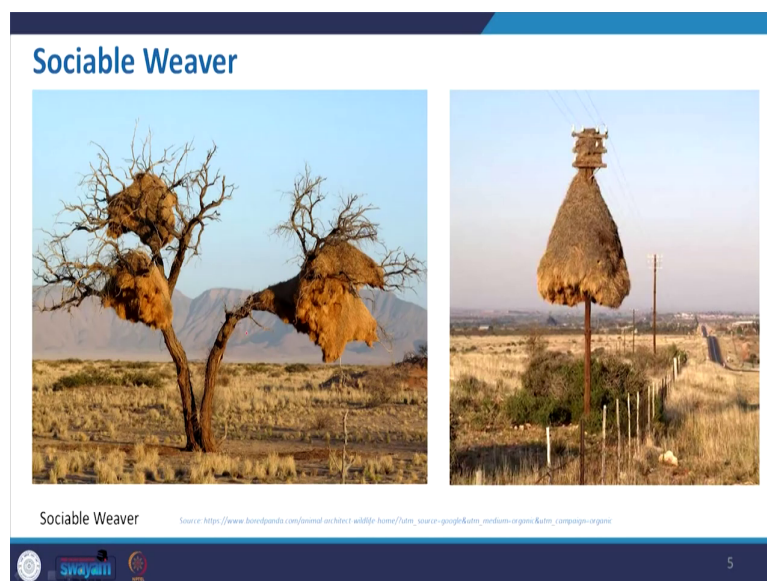 Sociable Weaver
Sociable Weaver
Source: https://www.boredpanda.com/animal-architect-wildlife-home/?utm_source=google&utm_medium=organic&utm_campaign=organic
swayam
5